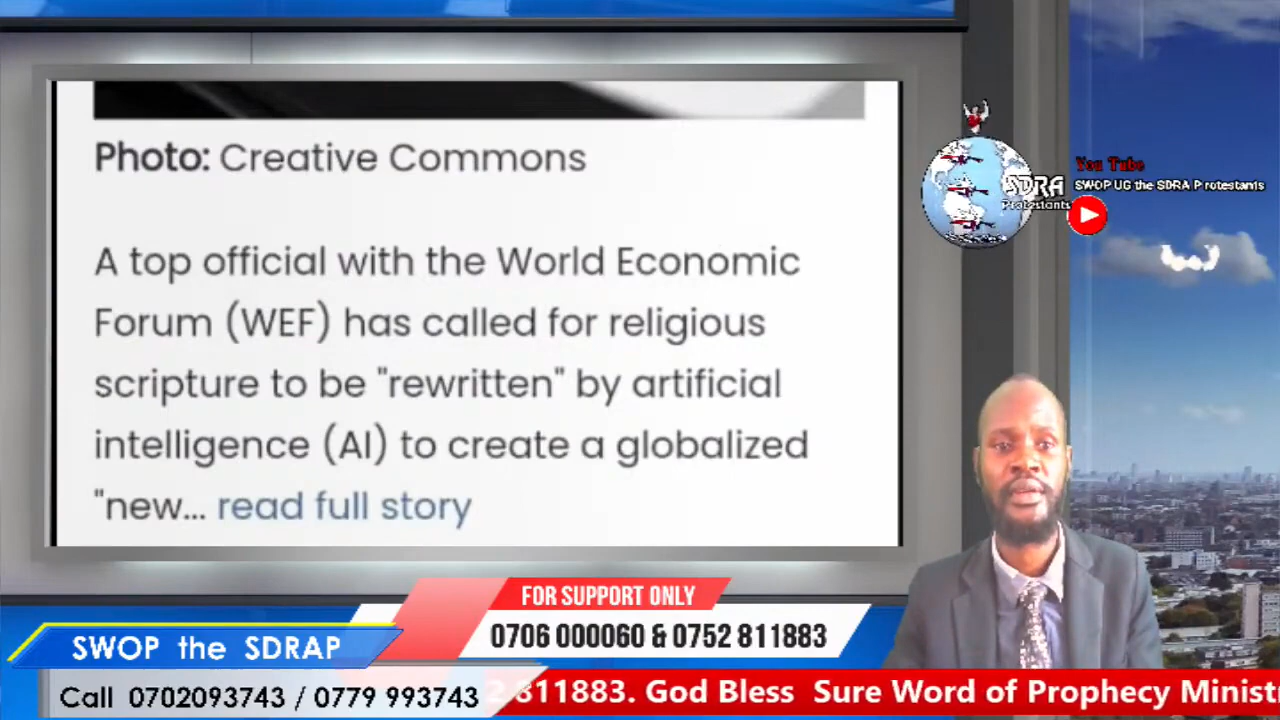 Photo: Creative Commons
A top official with the World Economic
Forum (WEF) has called for religious
scripture to be "rewritten" by artificial
intelligence (AI) to create a globalized
"new... read full story
SDRA
Protestants
You Tube
SWOP UG the SDRA Protestants
FOR SUPPORT ONLY
0706 000060 & 0752 811883
SWOP the SDRAP
Call 0702093743 / 0779 993743
2 811883. God Bless Sure Word of Prophecy Minist